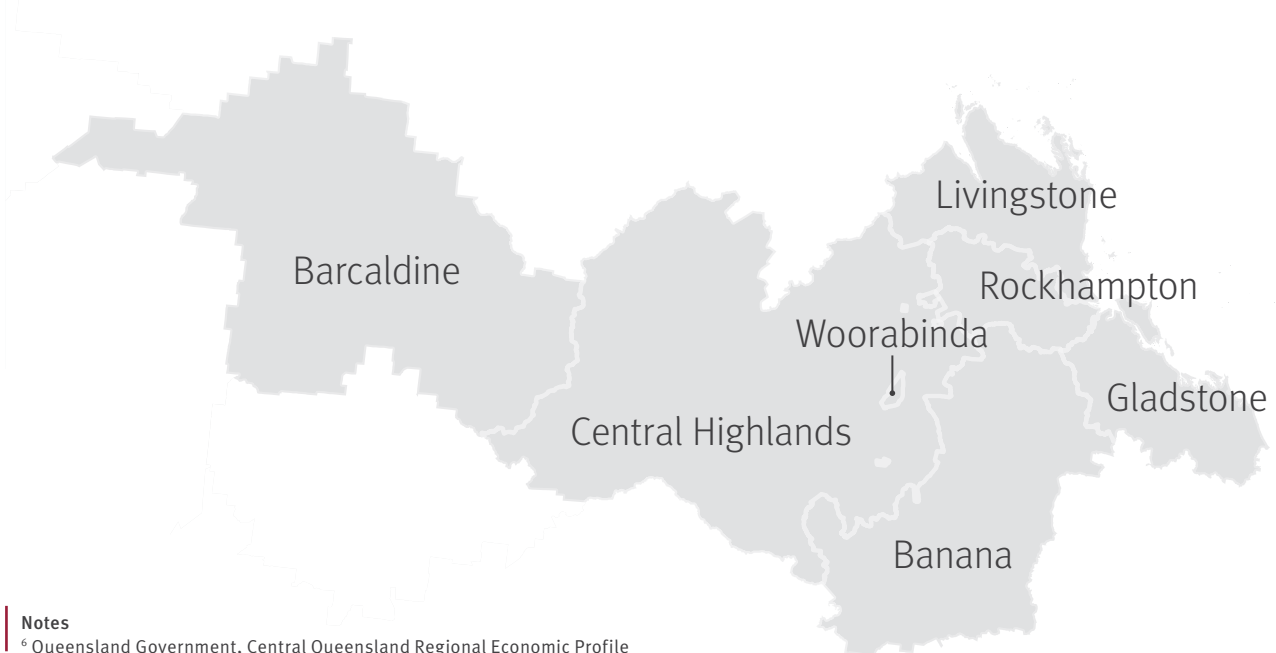 Livingstone
Barcaldine
Rockhampton
Woorabinda
Gladstone
Central Highlands
Banana
Notes
⁶ Queensland Government, Central Queensland Regional Economic Profile